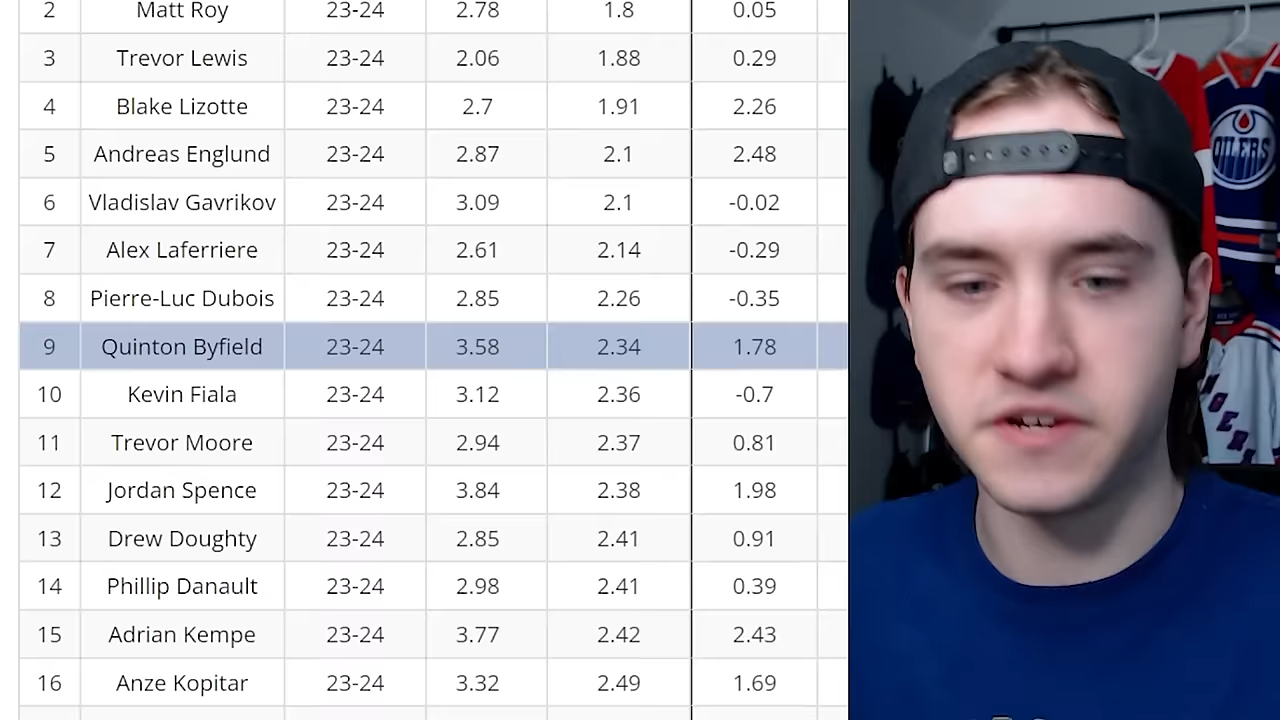 2 Matt Roy 23-24 2.78 1.8 0.05
3 Trevor Lewis 23-24 2.06 1.88 0.29
4 Blake Lizotte 23-24 2.7 1.91 2.26
5 Andreas Englund 23-24 2.87 2.1 2.48
6 Vladislav Gavrikov 23-24 3.09 2.1 -0.02
7 Alex Laferriere 23-24 2.61 2.14 -0.29
8 Pierre-Luc Dubois 23-24 2.85 2.26 -0.35
9 Quinton Byfield 23-24 3.58 2.34 1.78
10 Kevin Fiala 23-24 3.12 2.36 -0.7
11 Trevor Moore 23-24 2.94 2.37 0.81
12 Jordan Spence 23-24 3.84 2.38 1.98
13 Drew Doughty 23-24 2.85 2.41 0.91
14 Phillip Danault 23-24 2.98 2.41 0.39
15 Adrian Kempe 23-24 3.77 2.42 2.43
16 Anze Kopitar 23-24 3.32 2.49 1.69
OILERS